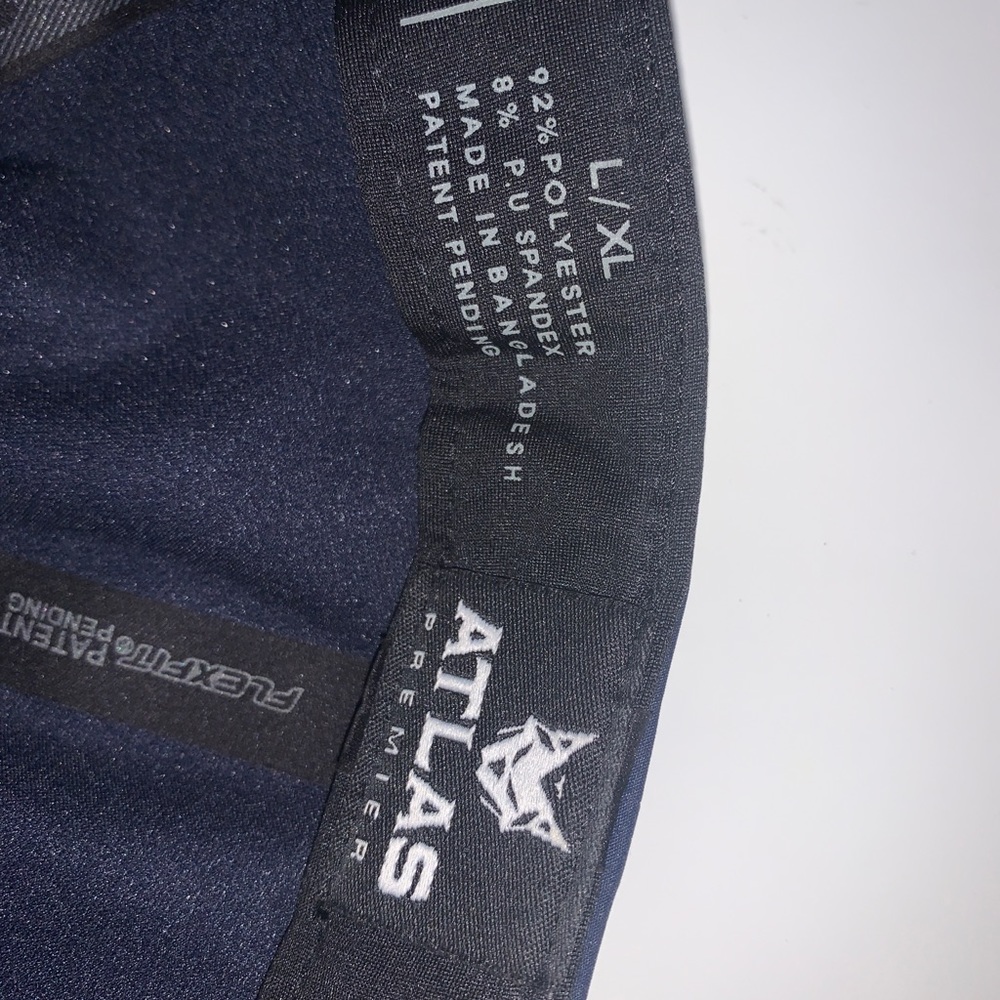 L/XL
92% POLYESTER
8% P.U SPANDEX
MADE IN BANGLADESH
PATENT PENDING
ATLAS
PREMIER
FLEXFIT®
PATENT
PENDING